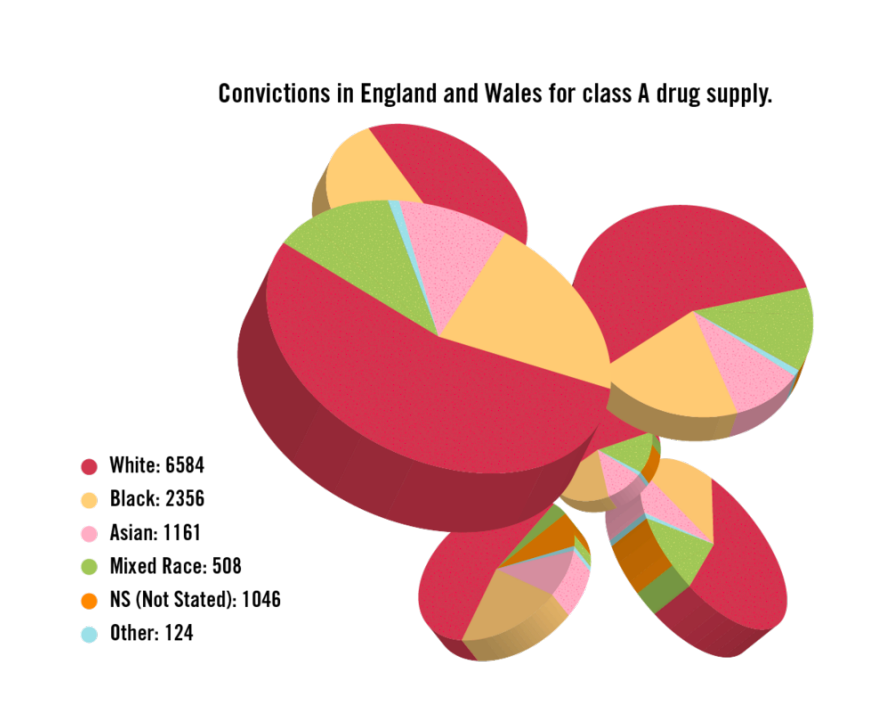 Convictions in England and Wales for class A drug supply.
White: 6584
Black: 2356
Asian: 1161
Mixed Race: 508
NS (Not Stated): 1046
Other: 124